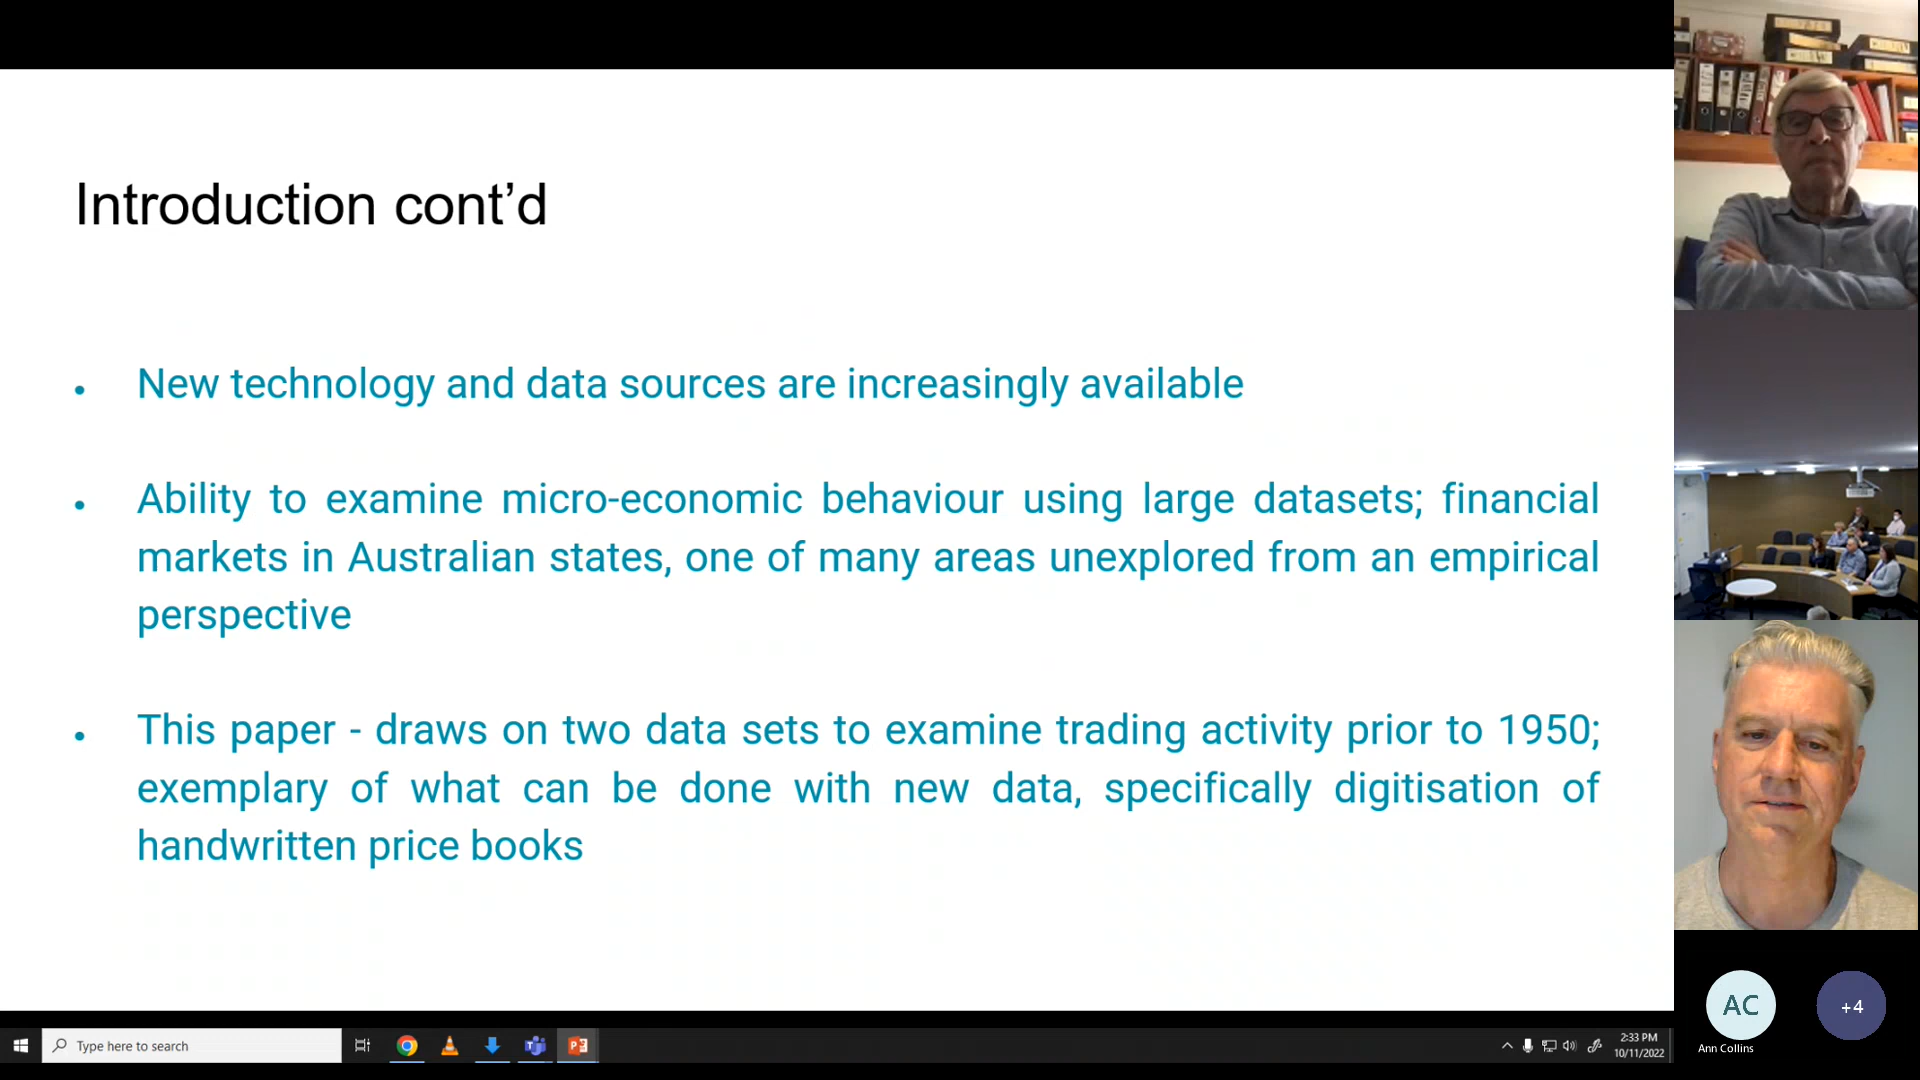 Introduction cont’d
• New technology and data sources are increasingly available
• Ability to examine micro-economic behaviour using large datasets; financial
markets in Australian states, one of many areas unexplored from an empirical
perspective
• This paper - draws on two data sets to examine trading activity prior to 1950;
exemplary of what can be done with new data, specifically digitisation of
handwritten price books
AC
+4
Ann Collins
Type here to search
2:33 PM
10/11/2022